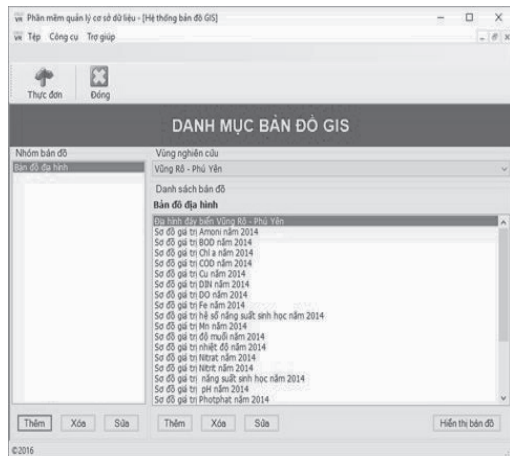 Phần mềm quản lý cơ sở dữ liệu - [Hệ thống bản đồ GIS]
Tệp Công cụ Trợ giúp
Thực đơn Đóng
DANH MỤC BẢN ĐỒ GIS
Nhóm bản đồ
Bản đồ địa hình
Vùng nghiên cứu
Vũng Rô - Phú Yên
Danh sách bản đồ
Bản đồ địa hình
Địa hình đáy biển Vũng Rô - Phú Yên
Sơ đồ giá trị Amoni năm 2014
Sơ đồ giá trị BOD năm 2014
Sơ đồ giá trị Chl a năm 2014
Sơ đồ giá trị COD năm 2014
Sơ đồ giá trị Cu năm 2014
Sơ đồ giá trị DIN năm 2014
Sơ đồ giá trị DO năm 2014
Sơ đồ giá trị Fe năm 2014
Sơ đồ giá trị hệ số năng suất sinh học năm 2014
Sơ đồ giá trị Mn năm 2014
Sơ đồ giá trị độ muối năm 2014
Sơ đồ giá trị nhiệt độ năm 2014
Sơ đồ giá trị Nitrat năm 2014
Sơ đồ giá trị Nitrit năm 2014
Sơ đồ giá trị năng suất sinh học năm 2014
Sơ đồ giá trị pH năm 2014
Sơ đồ giá trị Photphat năm 2014
Thêm Xóa Sửa Thêm Xóa Sửa Hiển thị bản đồ
©2016